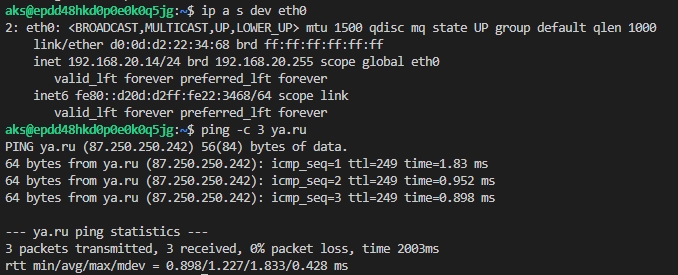 aks@epdd48hkd0p0e0k0q5jg:~$ ip a s dev eth0
2: eth0: <BROADCAST,MULTICAST,UP,LOWER_UP> mtu 1500 qdisc mq state UP group default qlen 1000
    link/ether d0:0d:d2:22:34:68 brd ff:ff:ff:ff:ff:ff
    inet 192.168.20.14/24 brd 192.168.20.255 scope global eth0
       valid_lft forever preferred_lft forever
    inet6 fe80::d20d:d2ff:fe22:3468/64 scope link
       valid_lft forever preferred_lft forever
aks@epdd48hkd0p0e0k0q5jg:~$ ping -c 3 ya.ru
PING ya.ru (87.250.250.242) 56(84) bytes of data.
64 bytes from ya.ru (87.250.250.242): icmp_seq=1 ttl=249 time=1.83 ms
64 bytes from ya.ru (87.250.250.242): icmp_seq=2 ttl=249 time=0.952 ms
64 bytes from ya.ru (87.250.250.242): icmp_seq=3 ttl=249 time=0.898 ms

--- ya.ru ping statistics ---
3 packets transmitted, 3 received, 0% packet loss, time 2003ms
rtt min/avg/max/mdev = 0.898/1.227/1.833/0.428 ms